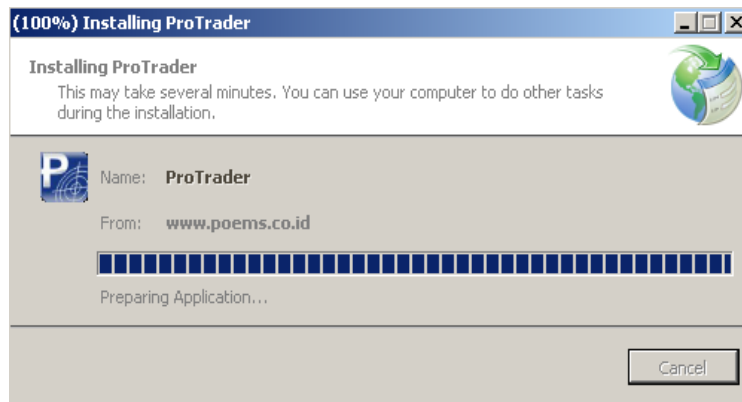 (100%) Installing ProTrader
Installing ProTrader
This may take several minutes. You can use your computer to do other tasks
during the installation.
P
Name: ProTrader
From: www.poems.co.id
Preparing Application...
Cancel